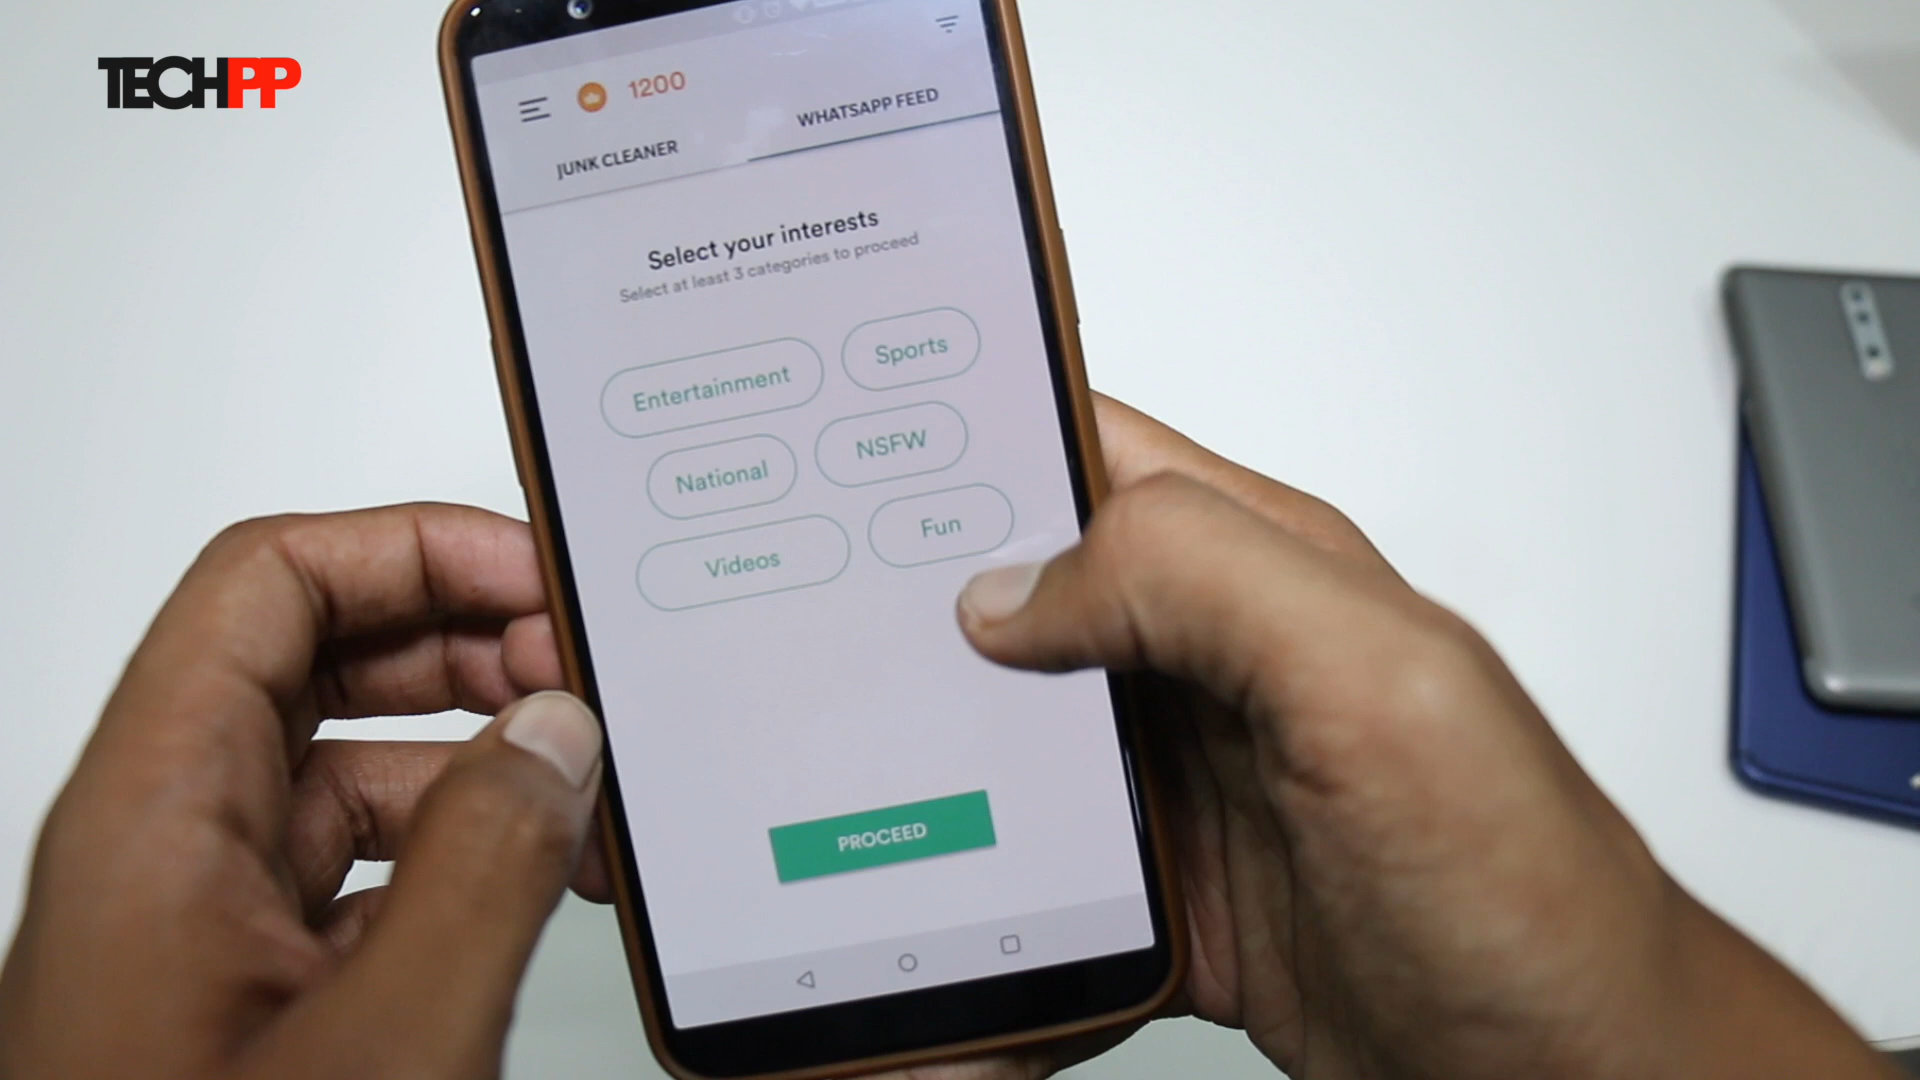 TECHPP
1200
JUNK CLEANER
WHATSAPP FEED
Select your interests
Select at least 3 categories to proceed
Entertainment
Sports
National
NSFW
Videos
Fun
PROCEED